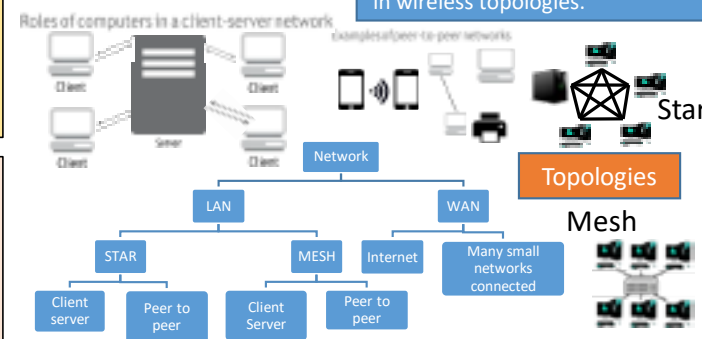 in wireless topologies.
Roles of computers in a client-server network
Examples of peer-to-peer networks
Client
Client
Client
Server
Client
Star
Topologies
Mesh
Network
LAN
WAN
STAR
MESH
Internet
Many small
networks
connected
Client
server
Peer to
peer
Client
Server
Peer to
peer